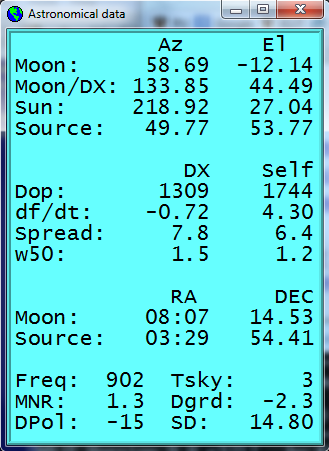 Astronomical data
Az El
Moon: 58.69 -12.14
Moon/DX: 133.85 44.49
Sun: 218.92 27.04
Source: 49.77 53.77
DX Self
Dop: 1309 1744
df/dt: -0.72 4.30
Spread: 7.8 6.4
w50: 1.5 1.2
RA DEC
Moon: 08:07 14.53
Source: 03:29 54.41
Freq: 902 Tsky: 3
MNR: 1.3 Dgrd: -2.3
DPol: -15 SD: 14.80